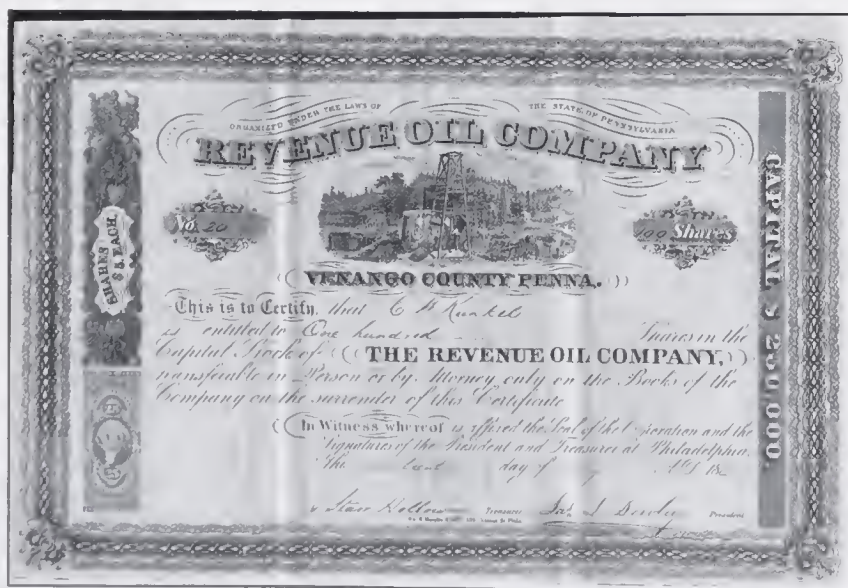 ORGANIZED UNDER THE LAWS OF THE STATE OF PENNSYLVANIA
REVENUE OIL COMPANY
No. 20
100 Shares
SHARES $5 EACH.
CAPITAL $250,000.
VENANGO COUNTY PENNA.
This is to Certify, that C Kunkel
is entitled to One hundred Shares in the
Capital Stock of THE REVENUE OIL COMPANY,
transferable in Person or by Attorney only on the Books of the
Company on the surrender of this Certificate
In Witness whereof is affixed the Seal of the Corporation and the
Signatures of the President and Treasurer at Philadelphia,
the day of A.D. 18
Treasurer Jas President